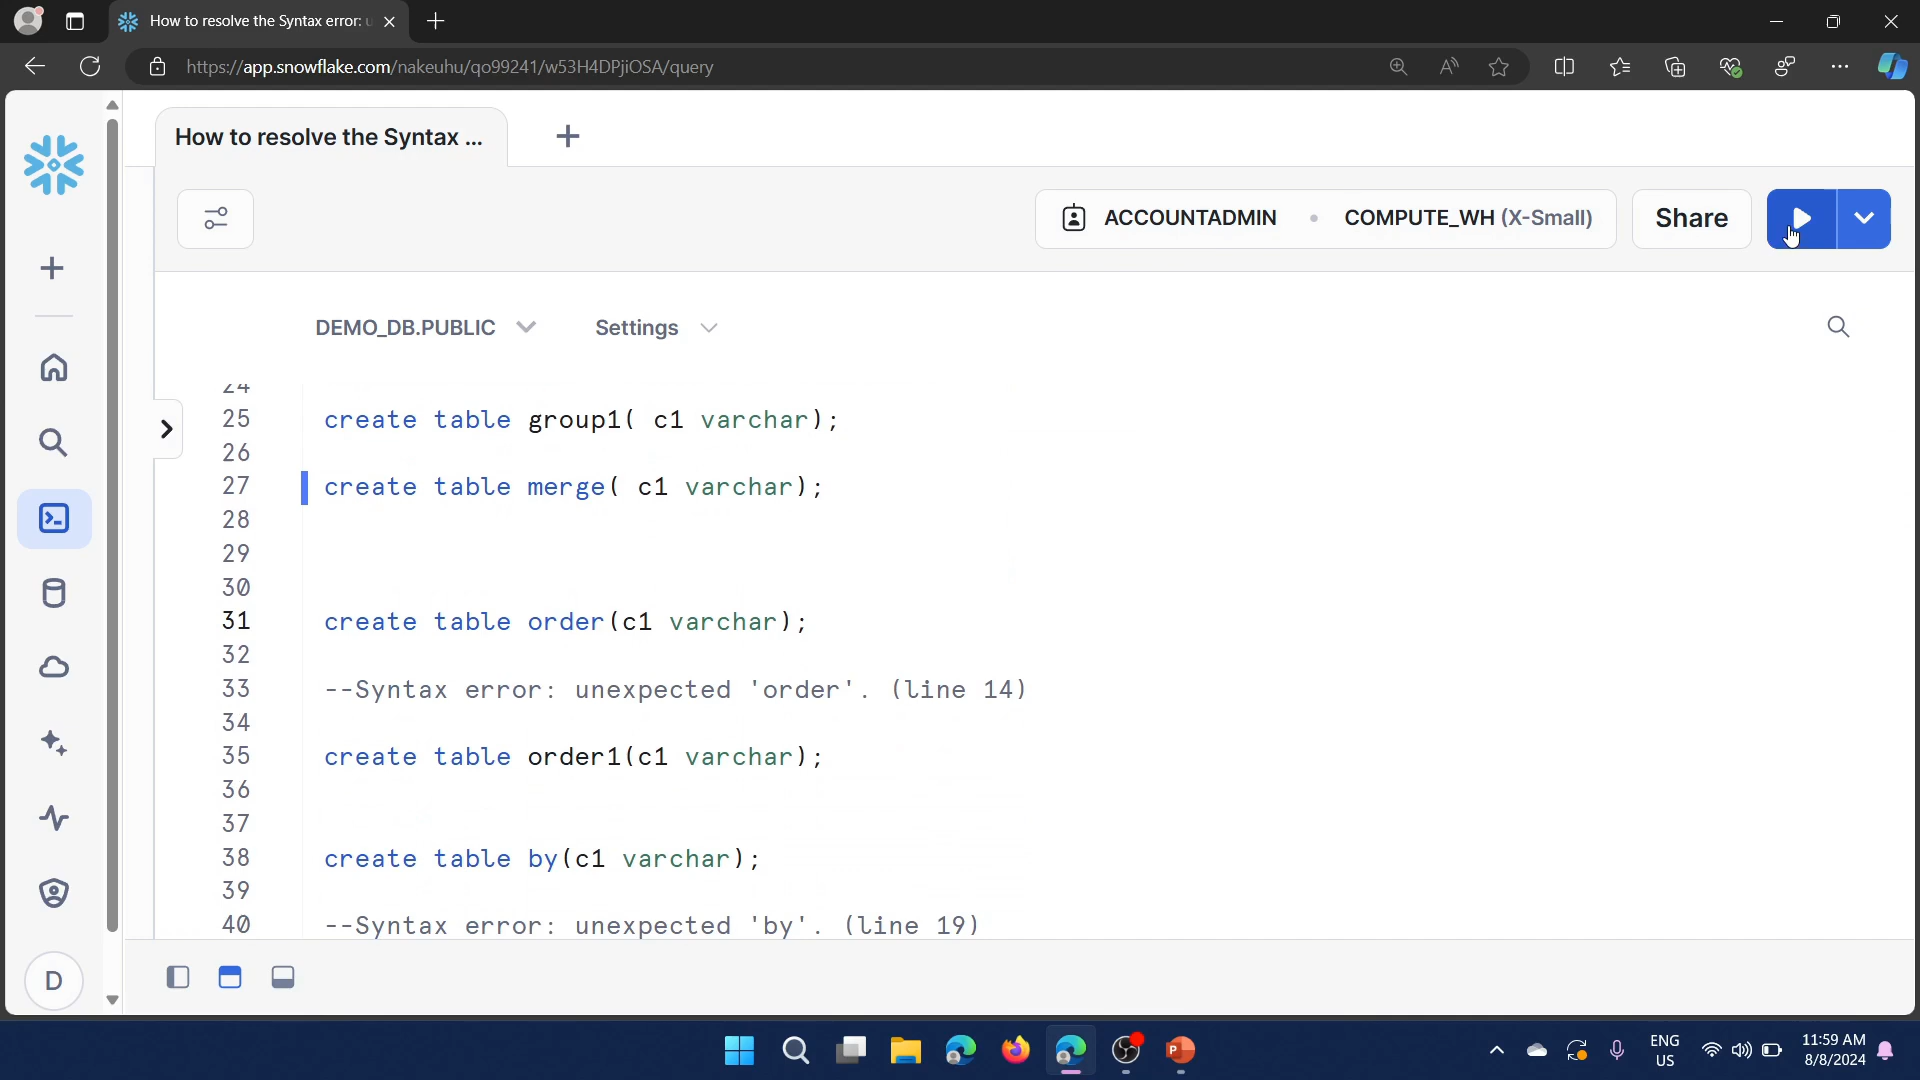 How to resolve the Syntax error: u
https://app.snowflake.com/nakeuhu/qo99241/w53H4DPjiOSA/query
How to resolve the Syntax ...
ACCOUNTADMIN • COMPUTE_WH (X-Small)
Share
DEMO_DB.PUBLIC
Settings
24
25 create table group1( c1 varchar);
26
27 create table merge( c1 varchar);
28
29
30
31 create table order(c1 varchar);
32
33 --Syntax error: unexpected 'order'. (line 14)
34
35 create table order1(c1 varchar);
36
37
38 create table by(c1 varchar);
39
40 --Syntax error: unexpected 'by'. (line 19)
D
ENG
US
11:59 AM
8/8/2024